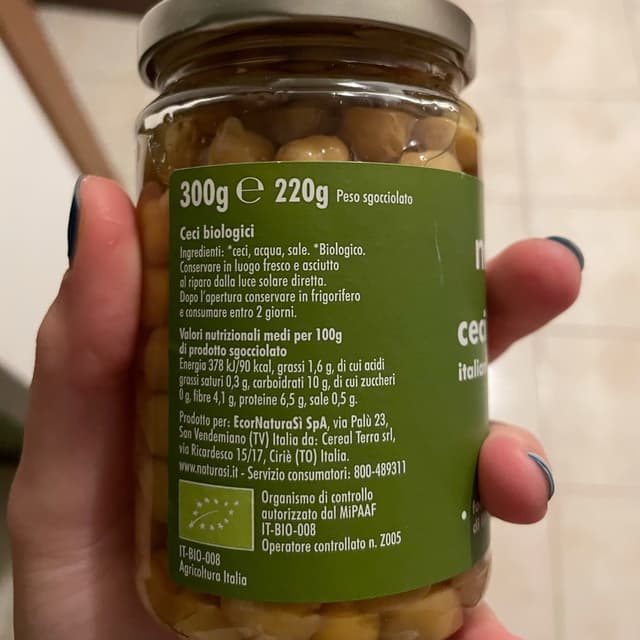 300g ℮ 220g Peso sgocciolato
Ceci biologici
Ingredienti: *ceci, acqua, sale. *Biologico.
Conservare in luogo fresco e asciutto
al riparo dalla luce solare diretta.
Dopo l'apertura conservare in frigorifero
e consumare entro 2 giorni.
Valori nutrizionali medi per 100g
di prodotto sgocciolato
Energia 378 kJ/90 kcal, grassi 1,6 g, di cui acidi
grassi saturi 0,3 g, carboidrati 10 g, di cui zuccheri
0 g, fibre 4,1 g, proteine 6,5 g, sale 0,5 g.
Prodotto per: EcorNaturaSì SpA, via Palù 23,
San Vendemiano (TV) Italia da: Cereal Terra srl,
via Ricardesco 15/17, Ciriè (TO) Italia.
www.naturasi.it - Servizio consumatori: 800-489311
Organismo di controllo
autorizzato dal MiPAAF
IT-BIO-008
Operatore controllato n. Z005
IT-BIO-008
Agricoltura Italia
ceci